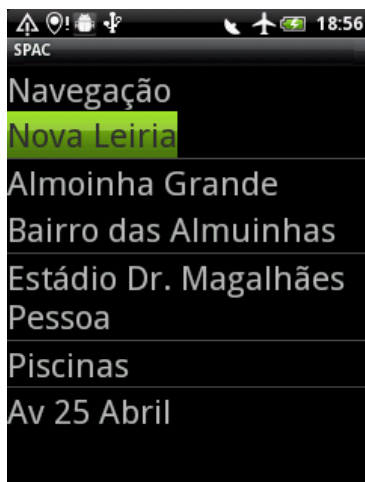 18:56
SPAC
Navegação
Nova Leiria
Almoinha Grande
Bairro das Almuinhas
Estádio Dr. Magalhães
Pessoa
Piscinas
Av 25 Abril